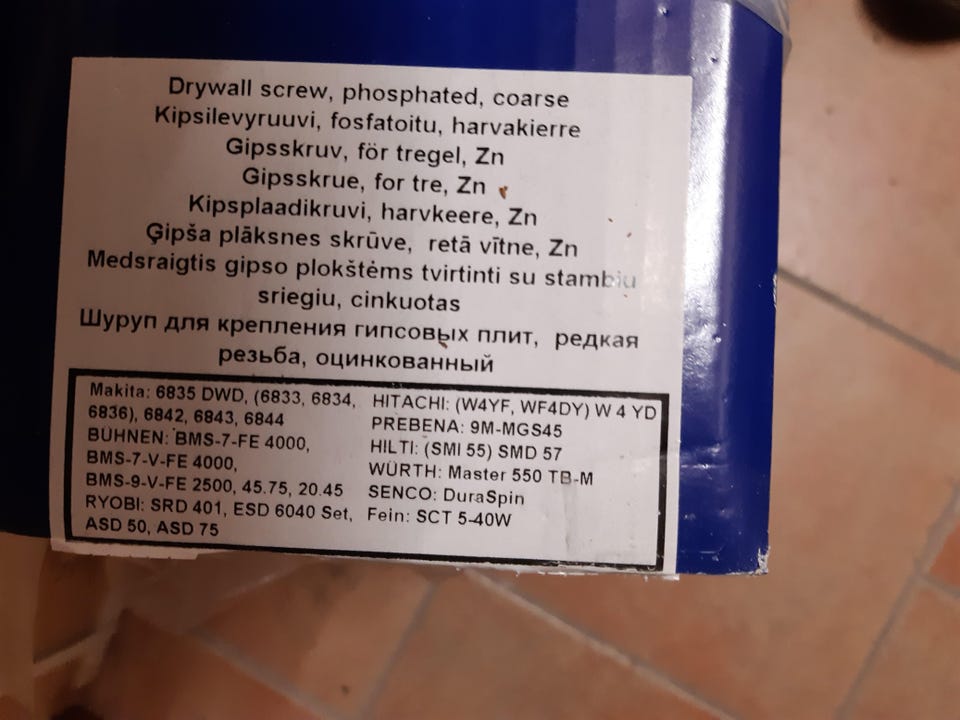 Drywall screw, phosphated, coarse
Kipsilevyruuvi, fosfatoitu, harvakierre
Gipsskruv, för tregel, Zn
Gipsskrue, for tre, Zn
Kipsplaadikruvi, harvkeere, Zn
Ģipša plāksnes skrūve, retā vītne, Zn
Medsraigtis gipso plokštėms tvirtinti su stambiu
sriegiu, cinkuotas
Шуруп для крепления гипсовых плит, редкая
резьба, оцинкованный
Makita: 6835 DWD, (6833, 6834,
6836), 6842, 6843, 6844
BÜHNEN: BMS-7-FE 4000,
BMS-7-V-FE 4000,
BMS-9-V-FE 2500, 45.75, 20.45
RYOBI: SRD 401, ESD 6040 Set,
ASD 50, ASD 75
HITACHI: (W4YF, WF4DY) W 4 YD
PREBENA: 9M-MGS45
HILTI: (SMI 55) SMD 57
WÜRTH: Master 550 TB-M
SENCO: DuraSpin
Fein: SCT 5-40W